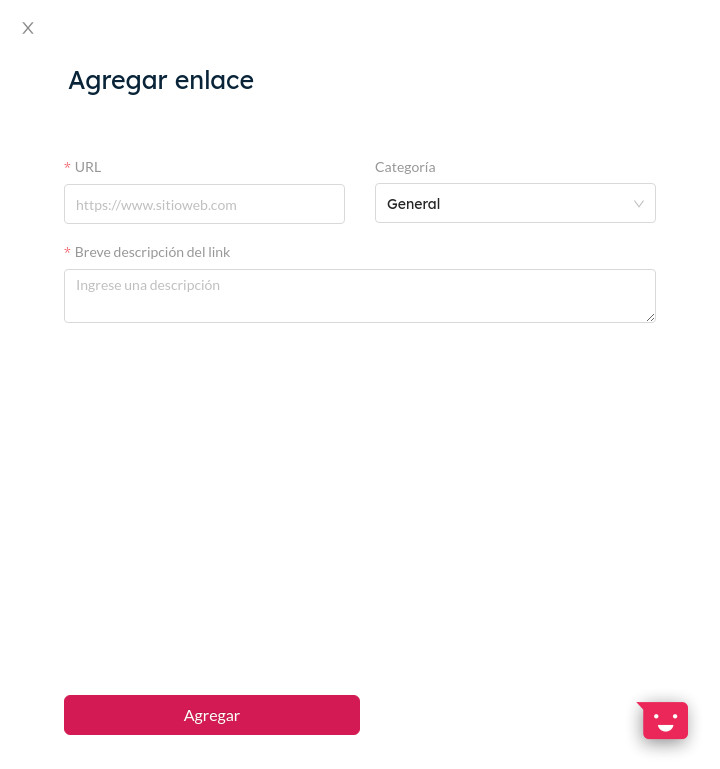 Agregar enlace
* URL
Categoría
https://www.sitioweb.com
General
* Breve descripción del link
Ingrese una descripción
Agregar